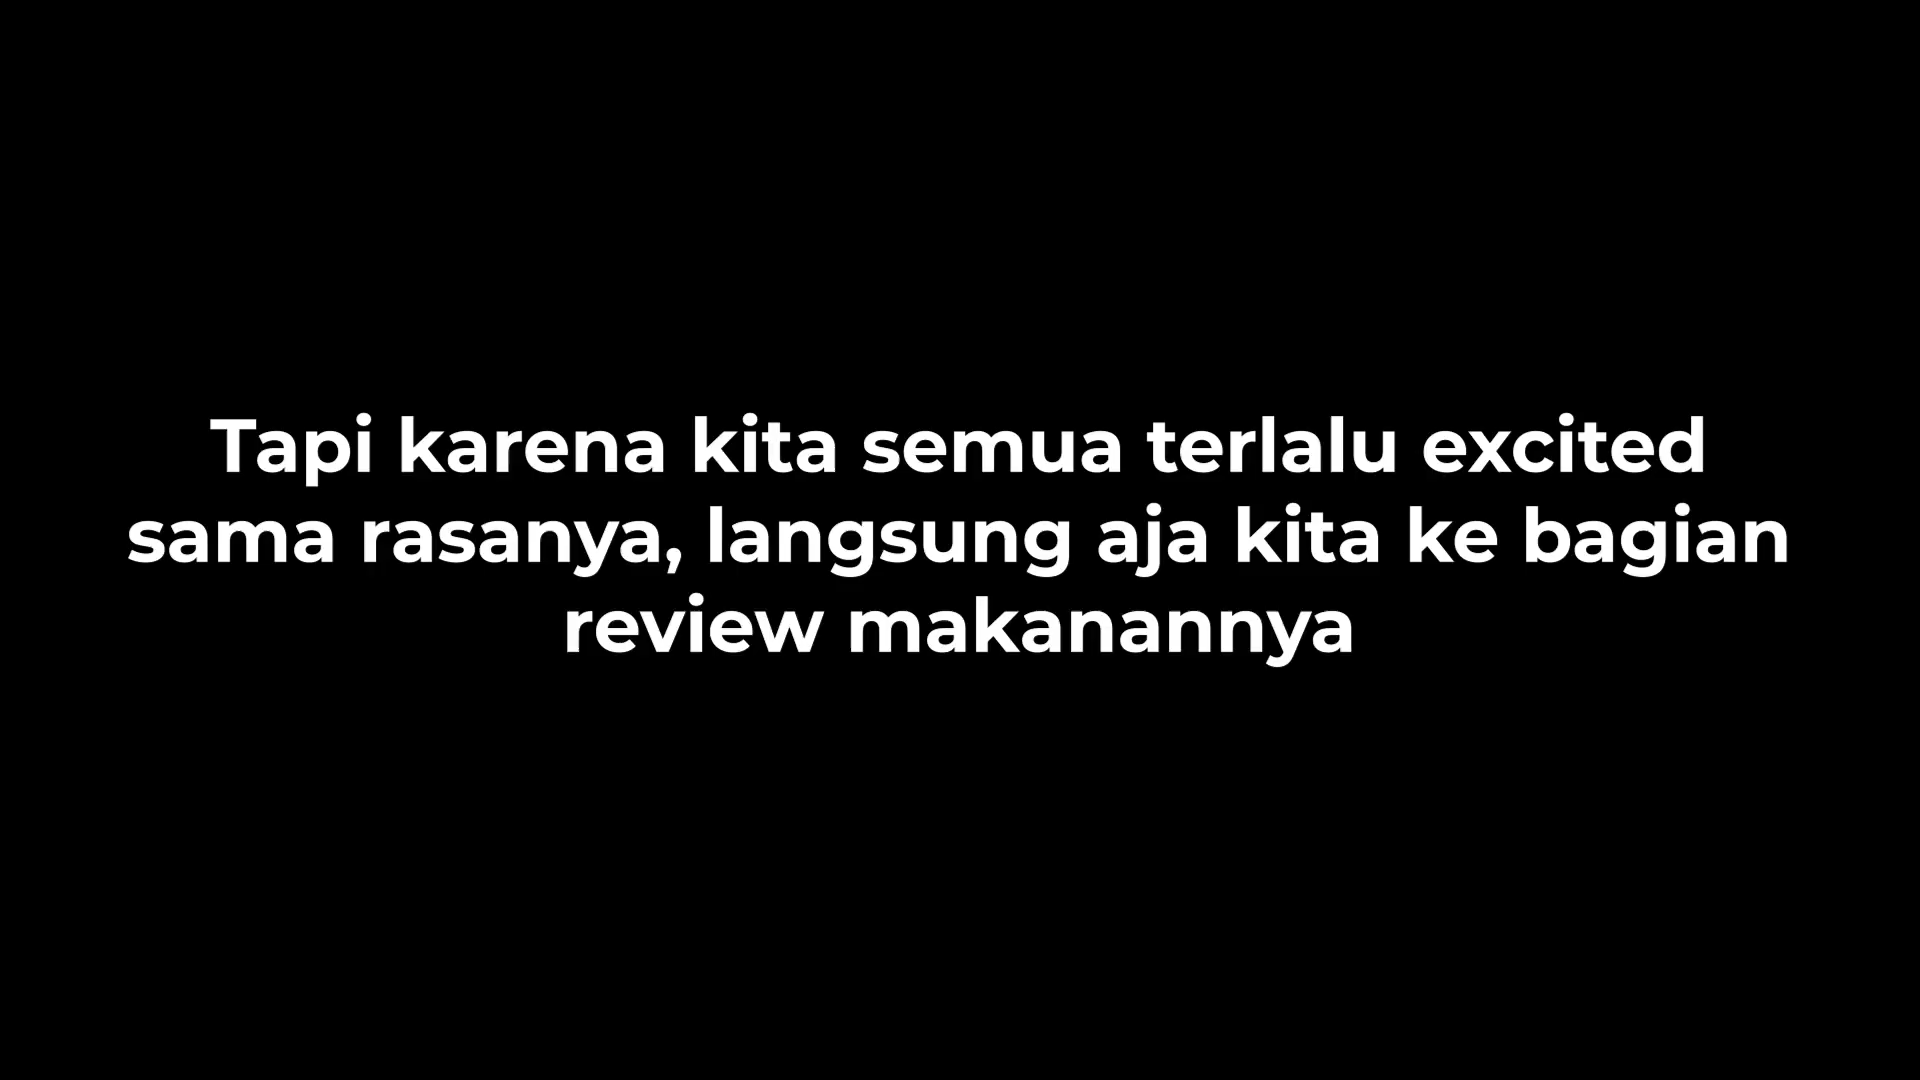 Tapi karena kita semua terlalu excited
sama rasanya, langsung aja kita ke bagian
review makanannya